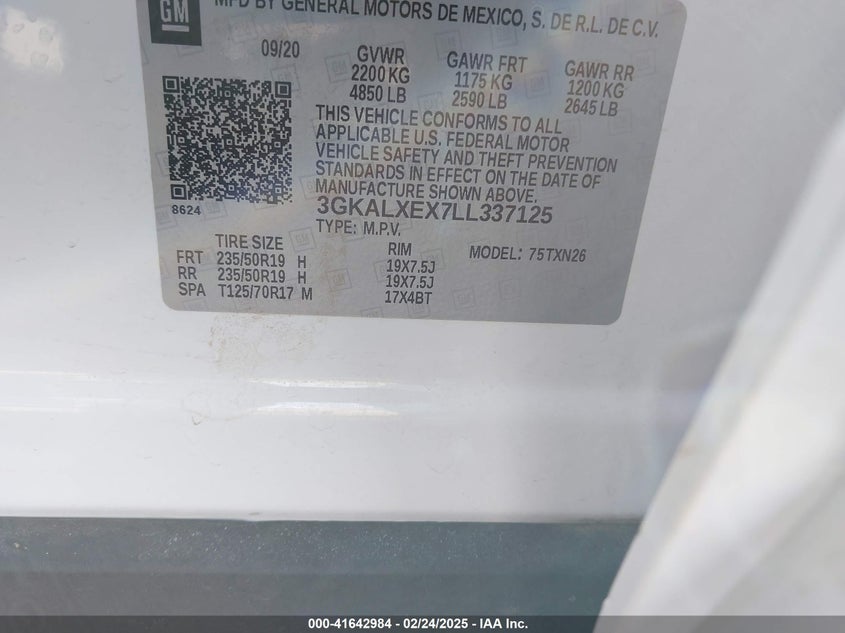 GM
MFD BY GENERAL MOTORS DE MEXICO, S. DE R.L. DE C.V.
09/20 GVWR GAWR FRT GAWR RR
2200 KG 1175 KG 1200 KG
4850 LB 2590 LB 2645 LB
THIS VEHICLE CONFORMS TO ALL
APPLICABLE U.S. FEDERAL MOTOR
VEHICLE SAFETY AND THEFT PREVENTION
STANDARDS IN EFFECT ON THE DATE OF
MANUFACTURE SHOWN ABOVE.
8624 3GKALXEX7LL337125
TYPE: M.P.V.
TIRE SIZE RIM MODEL: 75TXN26
FRT 235/50R19 H 19X7.5J
RR 235/50R19 H 19X7.5J
SPA T125/70R17 M 17X4BT
000-41642984 - 02/24/2025 - IAA Inc.